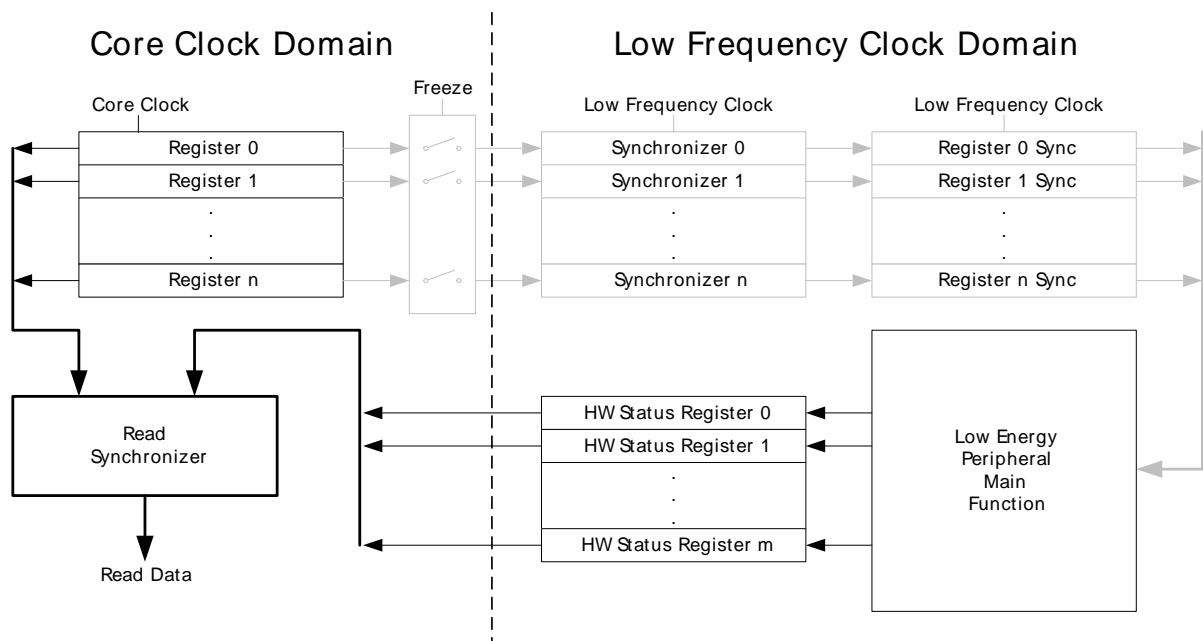 Core Clock Domain
Low Frequency Clock Domain
Freeze
Core Clock
Low Frequency Clock
Low Frequency Clock
Register 0
Synchronizer 0
Register 0 Sync
Register 1
Synchronizer 1
Register 1 Sync
.
.
.
.
.
.
.
.
.
Register n
Synchronizer n
Register n Sync
Read
Synchronizer
Read Data
HW Status Register 0
HW Status Register 1
.
.
.
HW Status Register m
Low Energy
Peripheral
Main
Function